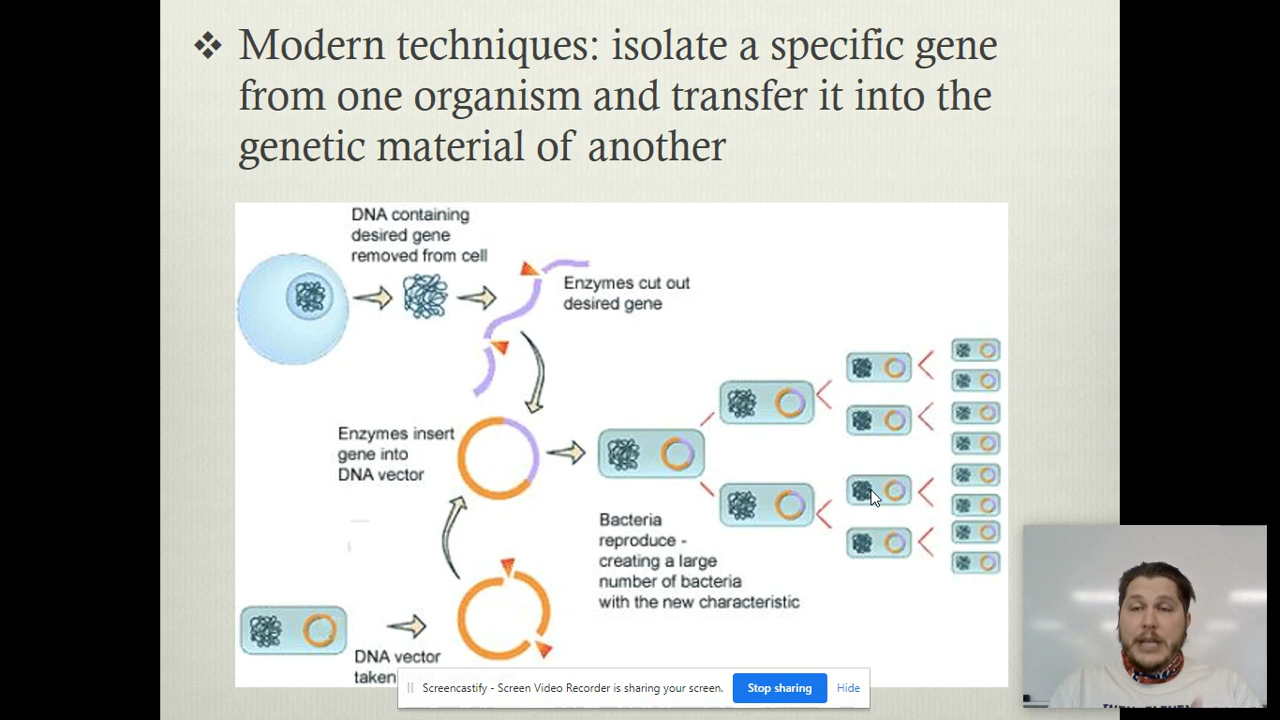 ❖ Modern techniques: isolate a specific gene
from one organism and transfer it into the
genetic material of another
DNA containing
desired gene
removed from cell
Enzymes cut out
desired gene
Enzymes insert
gene into
DNA vector
Bacteria
reproduce -
creating a large
number of bacteria
with the new characteristic
DNA vector
taken
Screencastify - Screen Video Recorder is sharing your screen.
Stop sharing
Hide